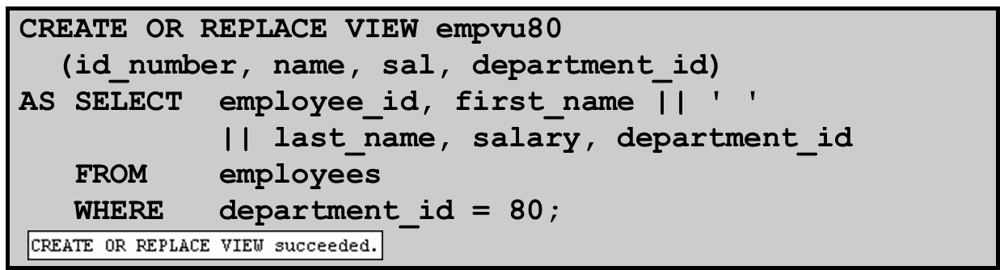 CREATE OR REPLACE VIEW empvu80
(id_number, name, sal, department_id)
AS SELECT employee_id, first_name || ' '
|| last_name, salary, department_id
FROM employees
WHERE department_id = 80;
CREATE OR REPLACE VIEW succeeded.